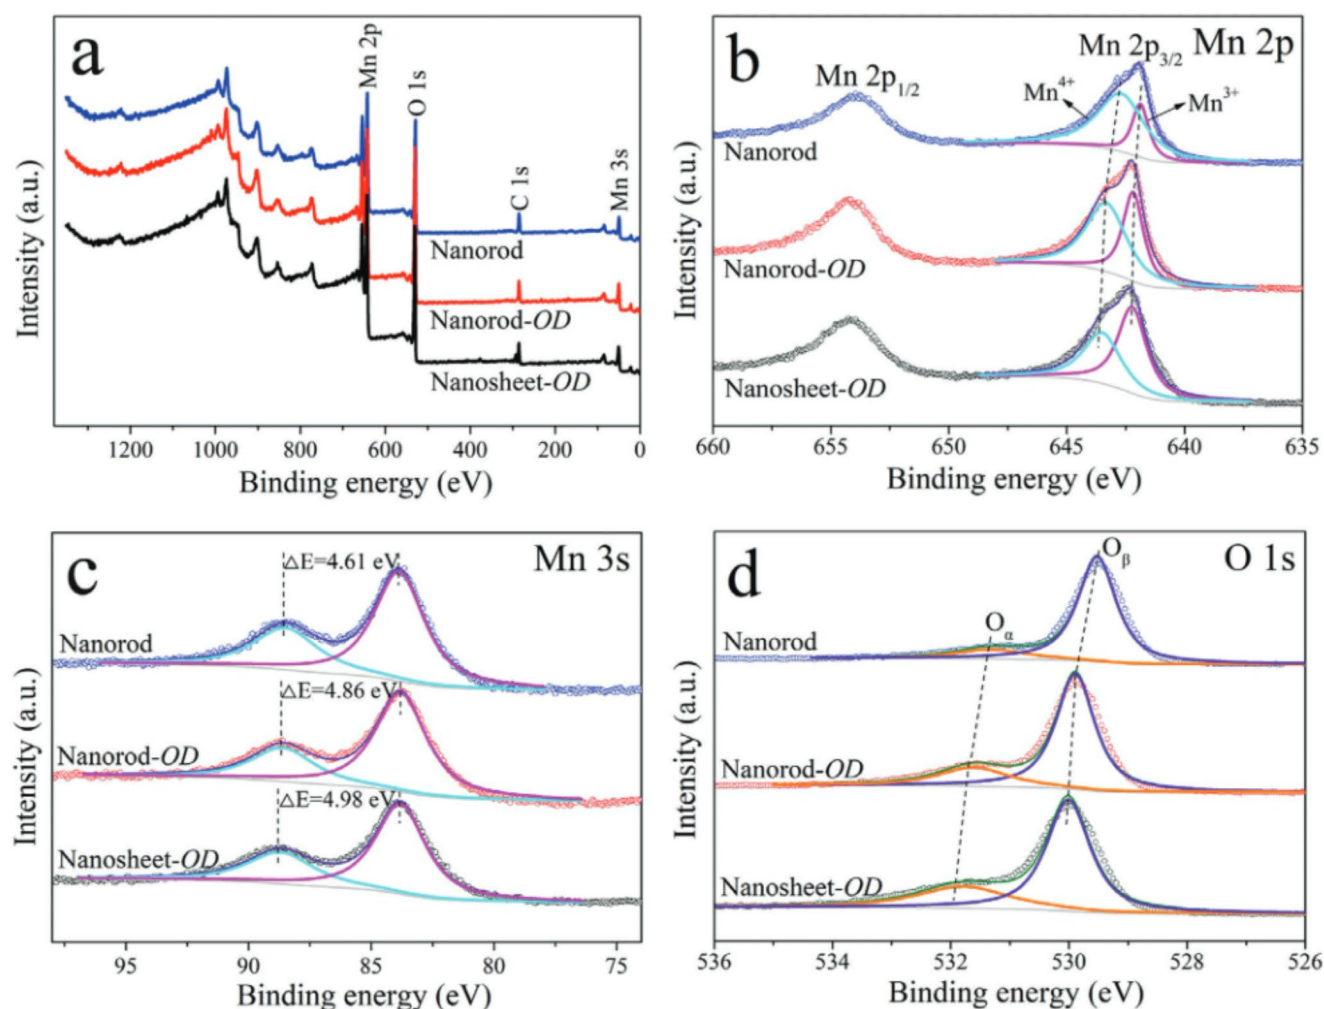 a
Mn 2p
O 1s
C 1s
Mn 3s
Nanorod
Nanorod-OD
Nanosheet-OD
Intensity (a.u.)
1200 1000 800 600 400 200 0
Binding energy (eV)
b
Mn 2p
Mn 2p3/2
Mn 2p1/2
Mn4+
Mn3+
Nanorod
Nanorod-OD
Nanosheet-OD
Intensity (a.u.)
660 655 650 645 640 635
Binding energy (eV)
c
Mn 3s
△E=4.61 eV
Nanorod
△E=4.86 eV
Nanorod-OD
△E=4.98 eV
Nanosheet-OD
Intensity (a.u.)
95 90 85 80 75
Binding energy (eV)
d
O 1s
Oβ
Oα
Nanorod
Nanorod-OD
Nanosheet-OD
Intensity (a.u.)
536 534 532 530 528 526
Binding energy (eV)